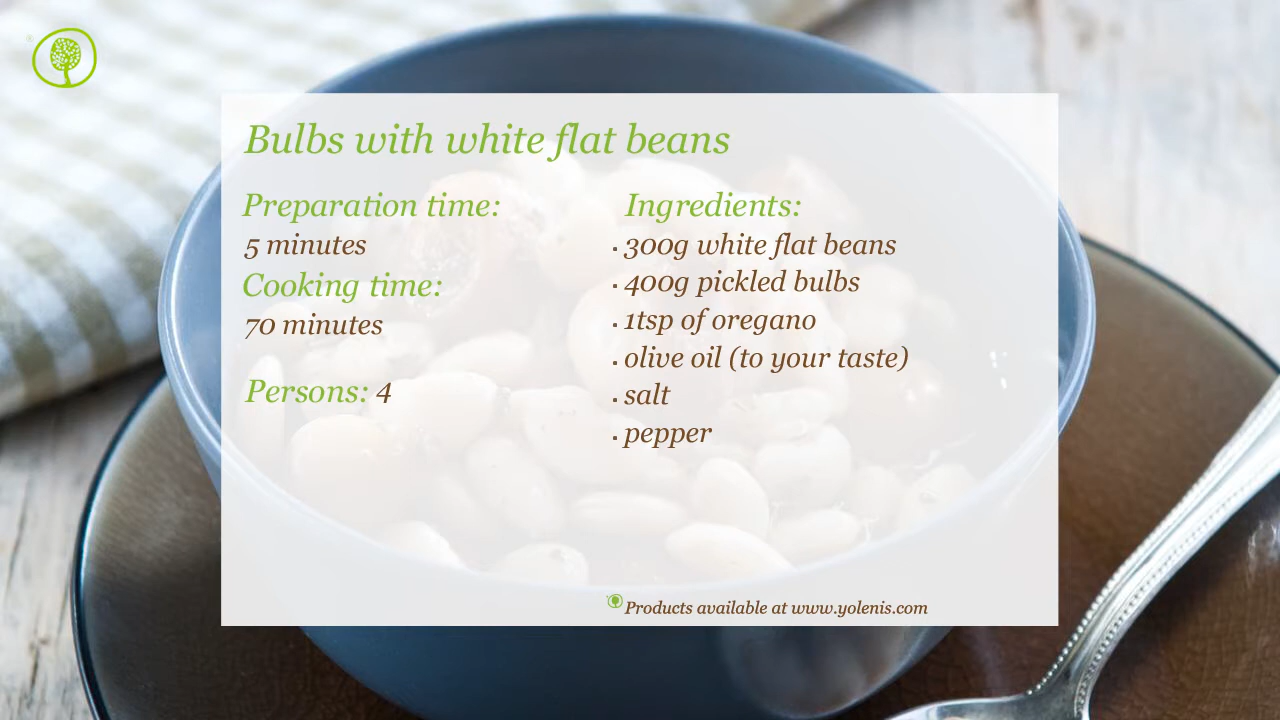 Bulbs with white flat beans
Preparation time:
5 minutes
Cooking time:
70 minutes
Persons: 4
Ingredients:
· 300g white flat beans
· 400g pickled bulbs
· 1tsp of oregano
· olive oil (to your taste)
· salt
· pepper
Products available at www.yolenis.com